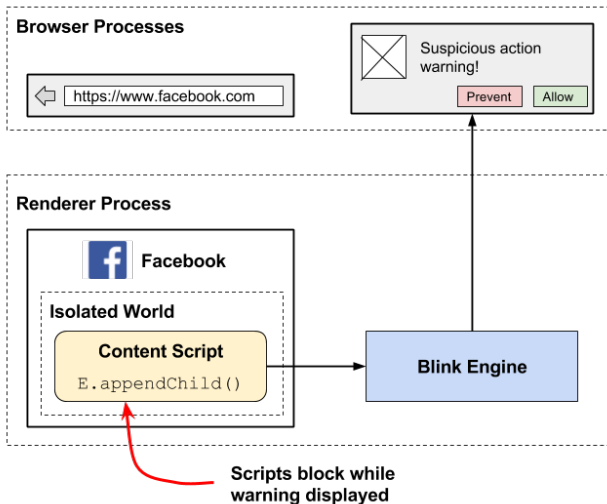 Browser Processes
https://www.facebook.com
Suspicious action
warning!
Prevent
Allow
Renderer Process
f
Facebook
Isolated World
Content Script
E.appendChild()
Blink Engine
Scripts block while
warning displayed